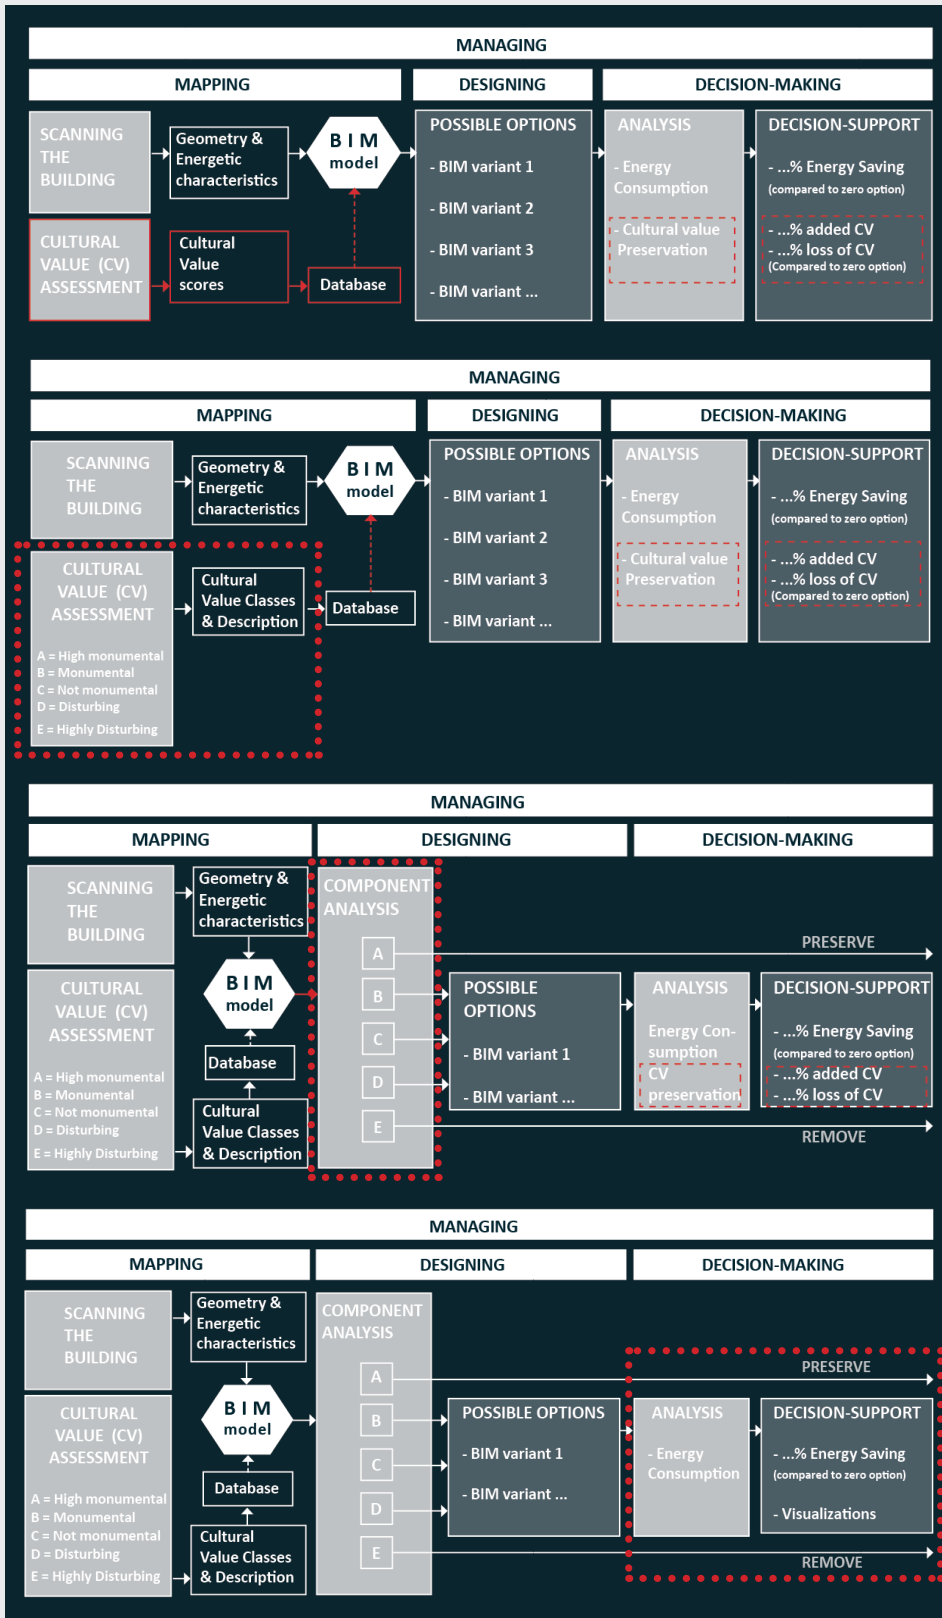 MANAGING
MAPPING
DESIGNING
DECISION-MAKING
SCANNING
THE
BUILDING
Geometry &
Energetic
characteristics
B I M
model
CULTURAL
VALUE (CV)
ASSESSMENT
Cultural
Value
scores
Database
POSSIBLE OPTIONS
- BIM variant 1
- BIM variant 2
- BIM variant 3
- BIM variant ...
ANALYSIS
- Energy
Consumption
- Cultural value
Preservation
DECISION-SUPPORT
- ...% Energy Saving
(compared to zero option)
- ...% added CV
- ...% loss of CV
(Compared to zero option)
MANAGING
MAPPING
DESIGNING
DECISION-MAKING
SCANNING
THE
BUILDING
Geometry &
Energetic
characteristics
B I M
model
CULTURAL
VALUE (CV)
ASSESSMENT
A = High monumental
B = Monumental
C = Not monumental
D = Disturbing
E = Highly Disturbing
Cultural
Value Classes
& Description
Database
POSSIBLE OPTIONS
- BIM variant 1
- BIM variant 2
- BIM variant 3
- BIM variant ...
ANALYSIS
- Energy
Consumption
- Cultural value
Preservation
DECISION-SUPPORT
- ...% Energy Saving
(compared to zero option)
- ...% added CV
- ...% loss of CV
(Compared to zero option)
MANAGING
MAPPING
DESIGNING
DECISION-MAKING
SCANNING
THE
BUILDING
Geometry &
Energetic
characteristics
B I M
model
CULTURAL
VALUE (CV)
ASSESSMENT
A = High monumental
B = Monumental
C = Not monumental
D = Disturbing
E = Highly Disturbing
Database
Cultural
Value Classes
& Description
COMPONENT
ANALYSIS
A
B
C
D
E
PRESERVE
POSSIBLE
OPTIONS
- BIM variant 1
- BIM variant ...
ANALYSIS
Energy Con-
sumption
CV
preservation
DECISION-SUPPORT
- ...% Energy Saving
(compared to zero option)
- ...% added CV
- ...% loss of CV
REMOVE
MANAGING
MAPPING
DESIGNING
DECISION-MAKING
SCANNING
THE
BUILDING
Geometry &
Energetic
characteristics
B I M
model
CULTURAL
VALUE (CV)
ASSESSMENT
A = High monumental
B = Monumental
C = Not monumental
D = Disturbing
E = Highly Disturbing
Database
Cultural
Value Classes
& Description
COMPONENT
ANALYSIS
A
B
C
D
E
PRESERVE
POSSIBLE OPTIONS
- BIM variant 1
- BIM variant ...
ANALYSIS
- Energy
Consumption
DECISION-SUPPORT
- ...% Energy Saving
(compared to zero option)
- Visualizations
REMOVE